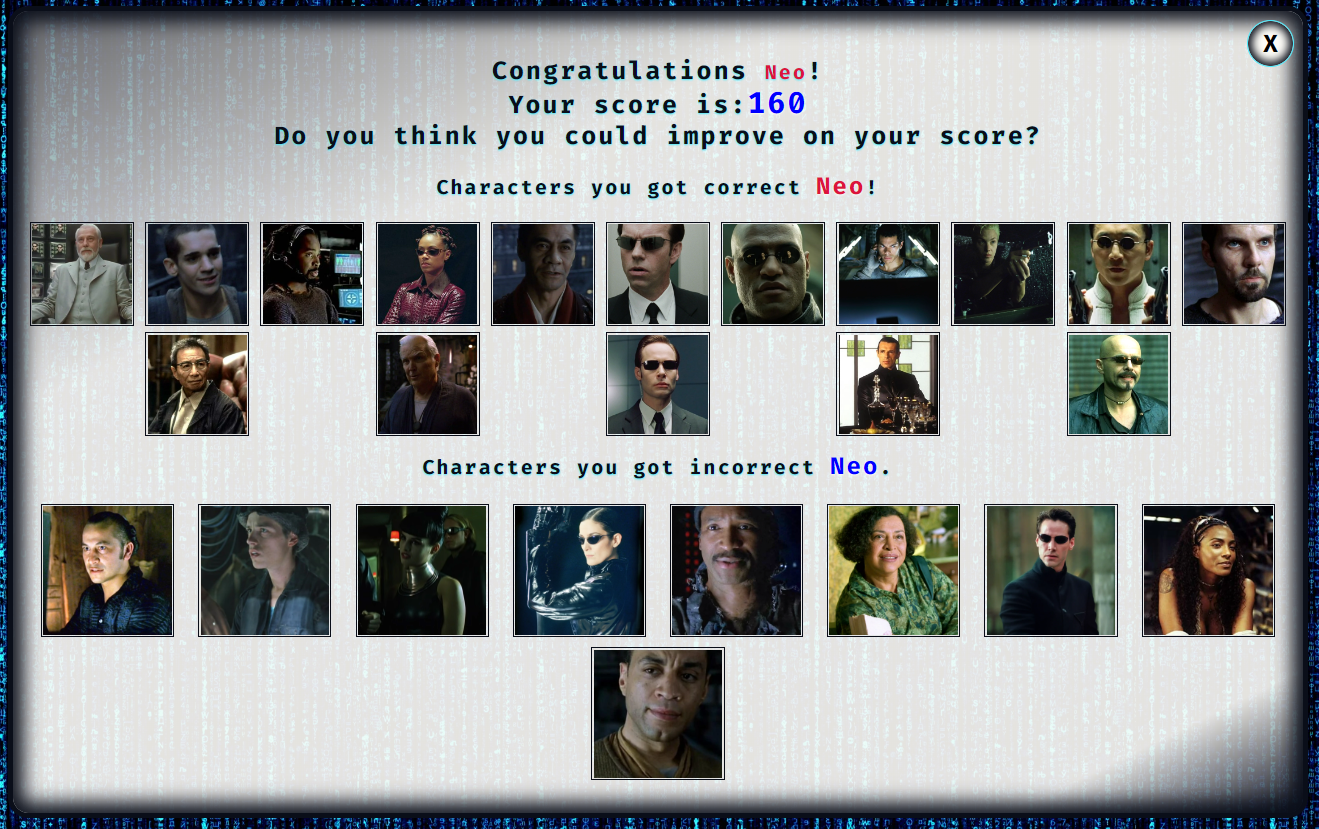 X
Congratulations Neo!
Your score is:160
Do you think you could improve on your score?
Characters you got correct Neo!
Characters you got incorrect Neo.